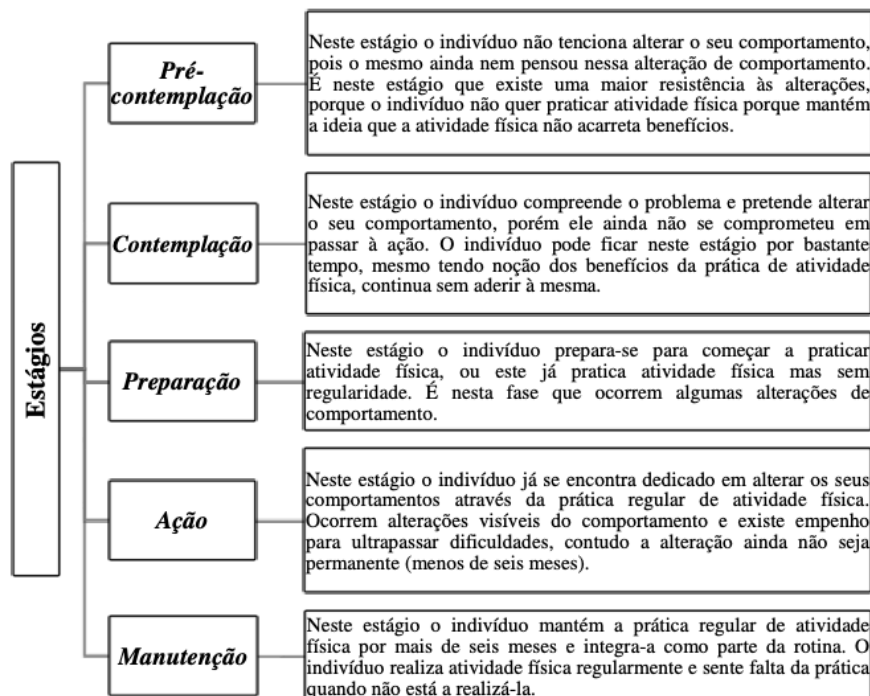 Estágios
Pré-
contemplação
Neste estágio o indivíduo não tenciona alterar o seu comportamento,
pois o mesmo ainda nem pensou nessa alteração de comportamento.
É neste estágio que existe uma maior resistência às alterações,
porque o indivíduo não quer praticar atividade física porque mantém
a ideia que a atividade física não acarreta benefícios.
Contemplação
Neste estágio o indivíduo compreende o problema e pretende alterar
o seu comportamento, porém ele ainda não se comprometeu em
passar à ação. O indivíduo pode ficar neste estágio por bastante
tempo, mesmo tendo noção dos benefícios da prática de atividade
física, continua sem aderir à mesma.
Preparação
Neste estágio o indivíduo prepara-se para começar a praticar
atividade física, ou este já pratica atividade física mas sem
regularidade. É nesta fase que ocorrem algumas alterações de
comportamento.
Ação
Neste estágio o indivíduo já se encontra dedicado em alterar os seus
comportamentos através da prática regular de atividade física.
Ocorrem alterações visíveis do comportamento e existe empenho
para ultrapassar dificuldades, contudo a alteração ainda não seja
permanente (menos de seis meses).
Manutenção
Neste estágio o indivíduo mantém a prática regular de atividade
física por mais de seis meses e integra-a como parte da rotina. O
indivíduo realiza atividade física regularmente e sente falta da prática
quando não está a realizá-la.